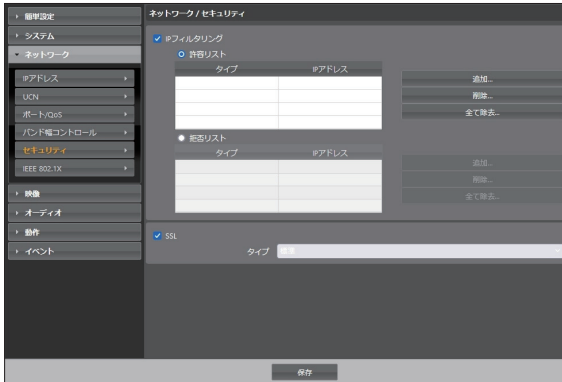 簡単設定
システム
ネットワーク
IPアドレス
UCN
ポート/QoS
バンド幅コントロール
セキュリティ
IEEE 802.1X
映像
オーディオ
動作
イベント
ネットワーク / セキュリティ
IPフィルタリング
許容リスト
タイプ IPアドレス
追加...
削除...
全て除去...
拒否リスト
タイプ IPアドレス
追加...
削除...
全て除去...
SSL
タイプ 標準
保存